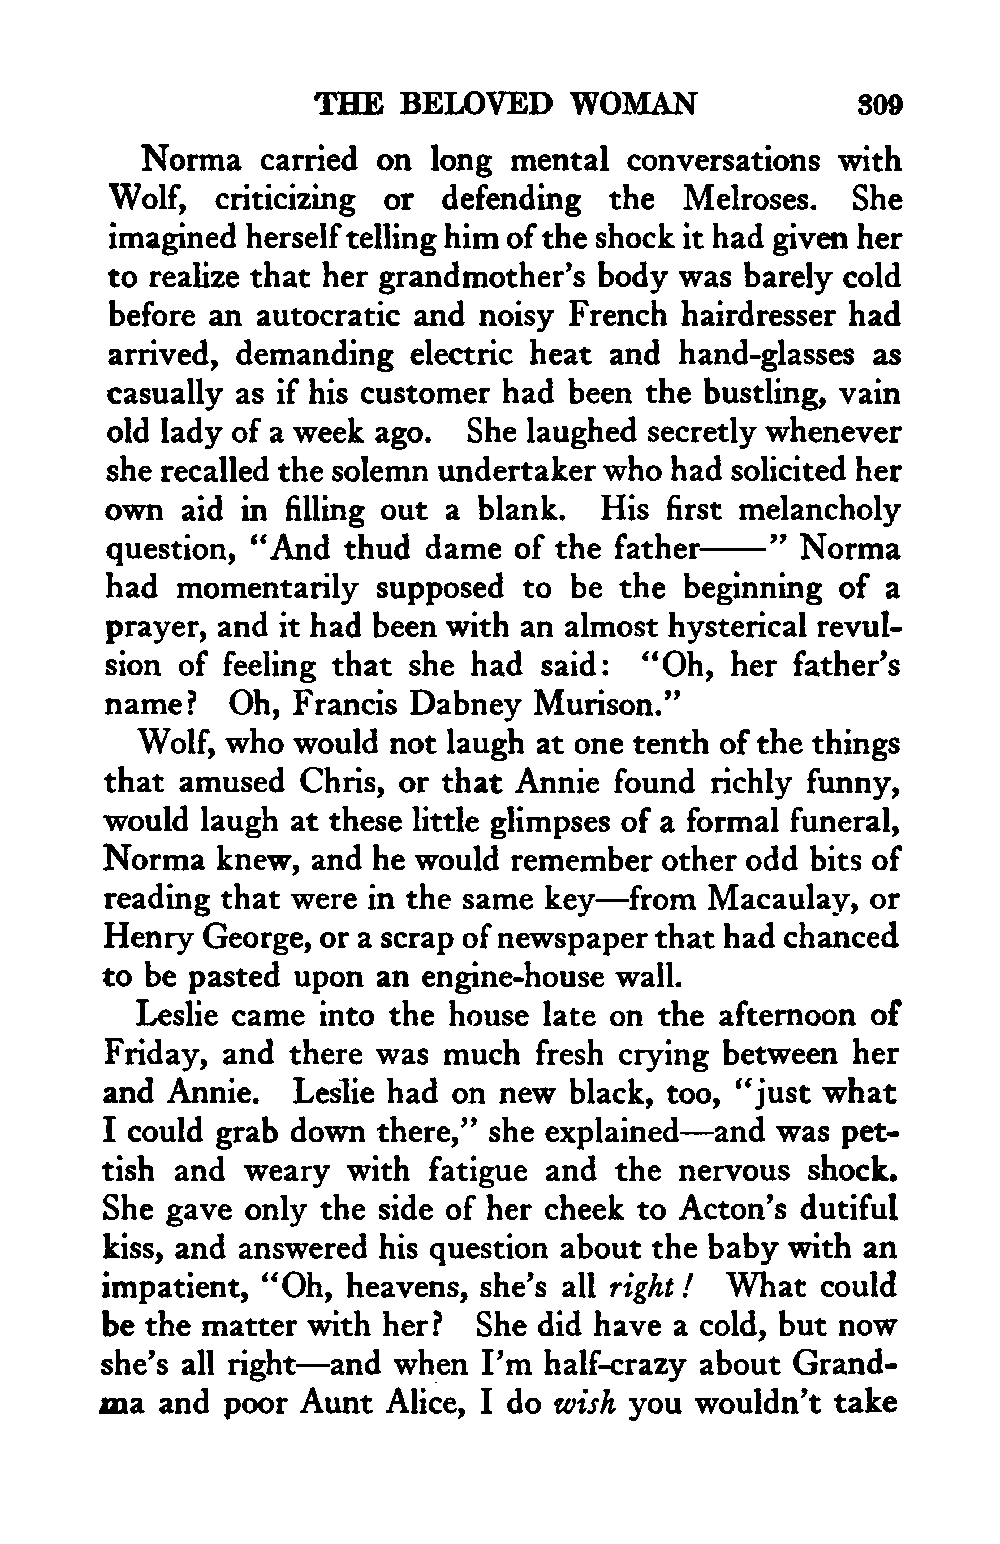 THE BELOVED WOMAN 309
Norma carried on long mental conversations with
Wolf, criticizing or defending the Melroses. She
imagined herself telling him of the shock it had given her
to realize that her grandmother's body was barely cold
before an autocratic and noisy French hairdresser had
arrived, demanding electric heat and hand-glasses as
casually as if his customer had been the bustling, vain
old lady of a week ago. She laughed secretly whenever
she recalled the solemn undertaker who had solicited her
own aid in filling out a blank. His first melancholy
question, "And thud dame of the father——" Norma
had momentarily supposed to be the beginning of a
prayer, and it had been with an almost hysterical revul-
sion of feeling that she had said: "Oh, her father's
name? Oh, Francis Dabney Murison."
Wolf, who would not laugh at one tenth of the things
that amused Chris, or that Annie found richly funny,
would laugh at these little glimpses of a formal funeral,
Norma knew, and he would remember other odd bits of
reading that were in the same key—from Macaulay, or
Henry George, or a scrap of newspaper that had chanced
to be pasted upon an engine-house wall.
Leslie came into the house late on the afternoon of
Friday, and there was much fresh crying between her
and Annie. Leslie had on new black, too, "just what
I could grab down there," she explained—and was pet-
tish and weary with fatigue and the nervous shock.
She gave only the side of her cheek to Acton's dutiful
kiss, and answered his question about the baby with an
impatient, "Oh, heavens, she's all right! What could
be the matter with her? She did have a cold, but now
she's all right—and when I'm half-crazy about Grand-
ma and poor Aunt Alice, I do wish you wouldn't take